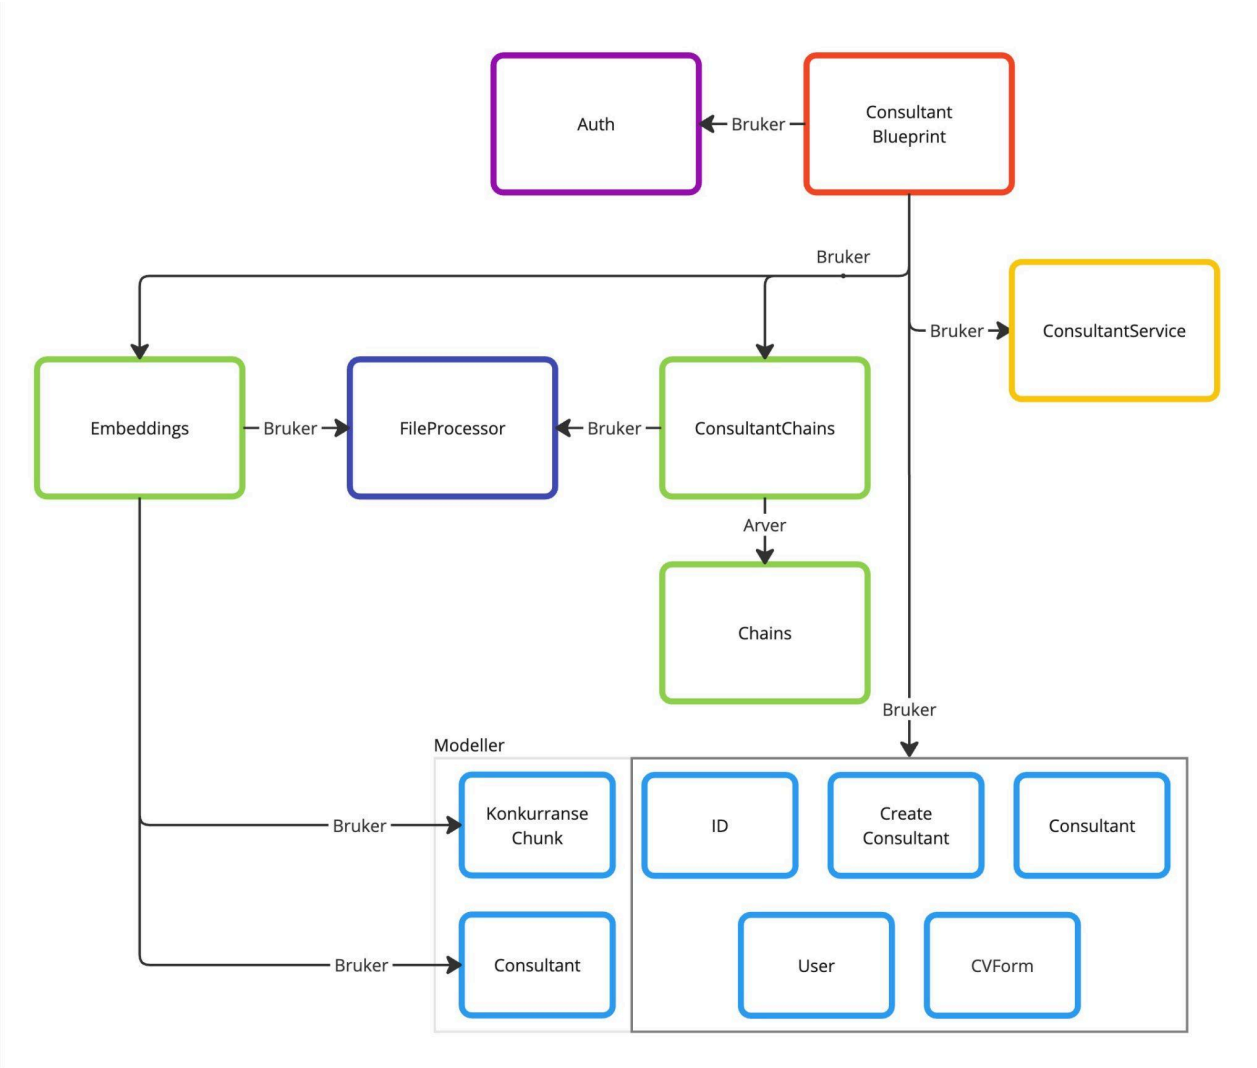 Auth
Bruker
Consultant
Blueprint
Bruker
Bruker
ConsultantService
Embeddings
Bruker
FileProcessor
Bruker
ConsultantChains
Arver
Chains
Bruker
Modeller
Bruker
Konkurranse
Chunk
ID
Create
Consultant
Consultant
Bruker
Consultant
User
CVForm